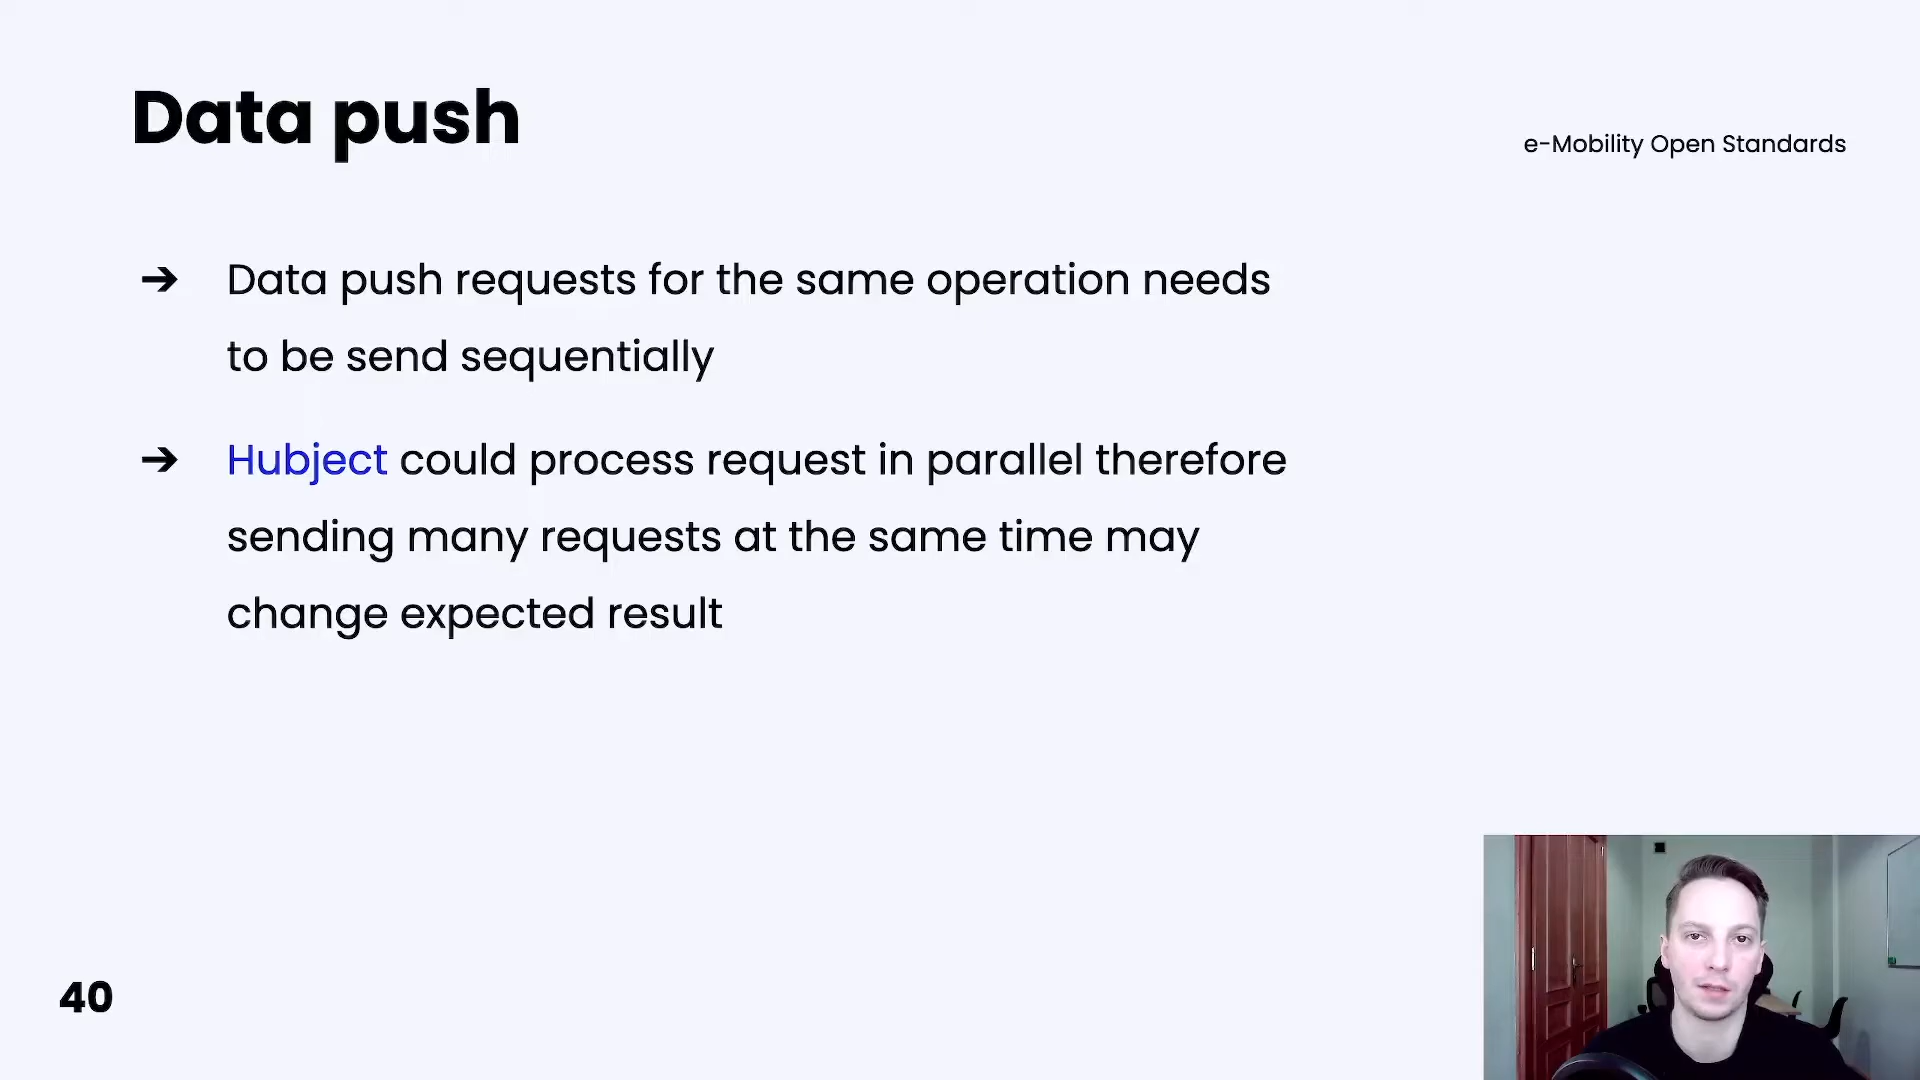 Data push
e-Mobility Open Standards
➔ Data push requests for the same operation needs
to be send sequentially
➔ Hubject could process request in parallel therefore
sending many requests at the same time may
change expected result
40